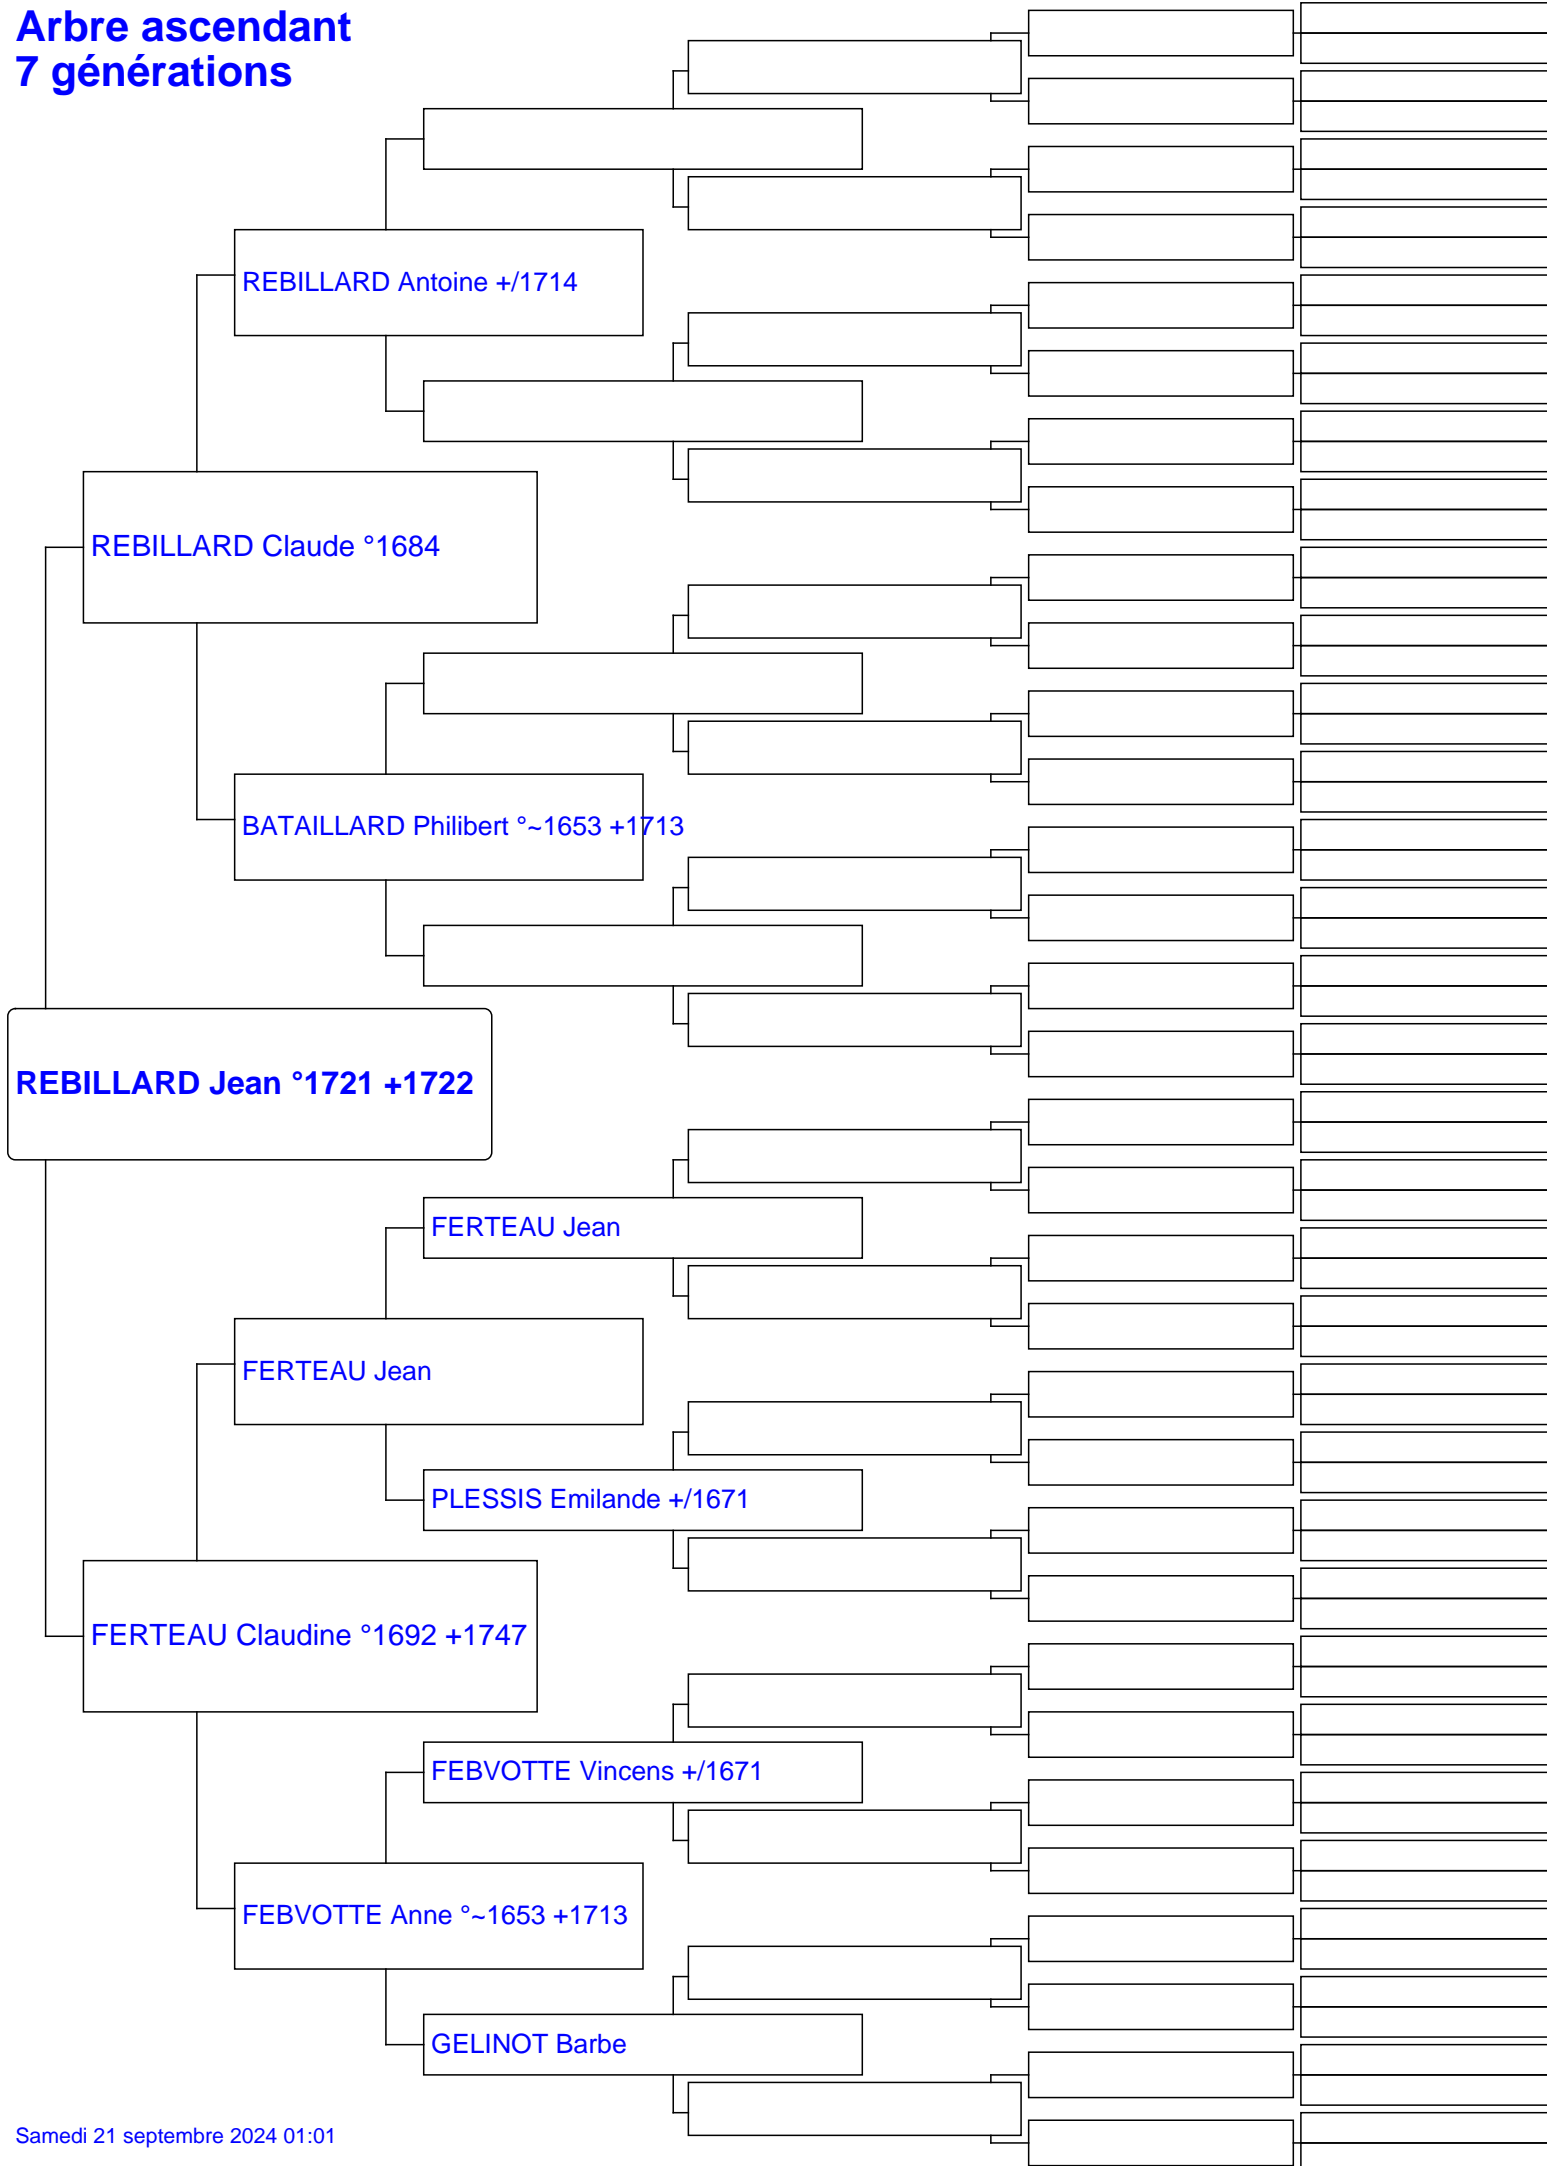 Arbre ascendant
7 générations
REBILLARD Antoine +/1714
REBILLARD Claude °1684
BATAILLARD Philibert °~1653 +1713
REBILLARD Jean °1721 +1722
FERTEAU Jean
FERTEAU Jean
PLESSIS Emilande +/1671
FERTEAU Claudine °1692 +1747
FEBVOTTE Vincens +/1671
FEBVOTTE Anne °~1653 +1713
GELINOT Barbe
Samedi 21 septembre 2024 01:01